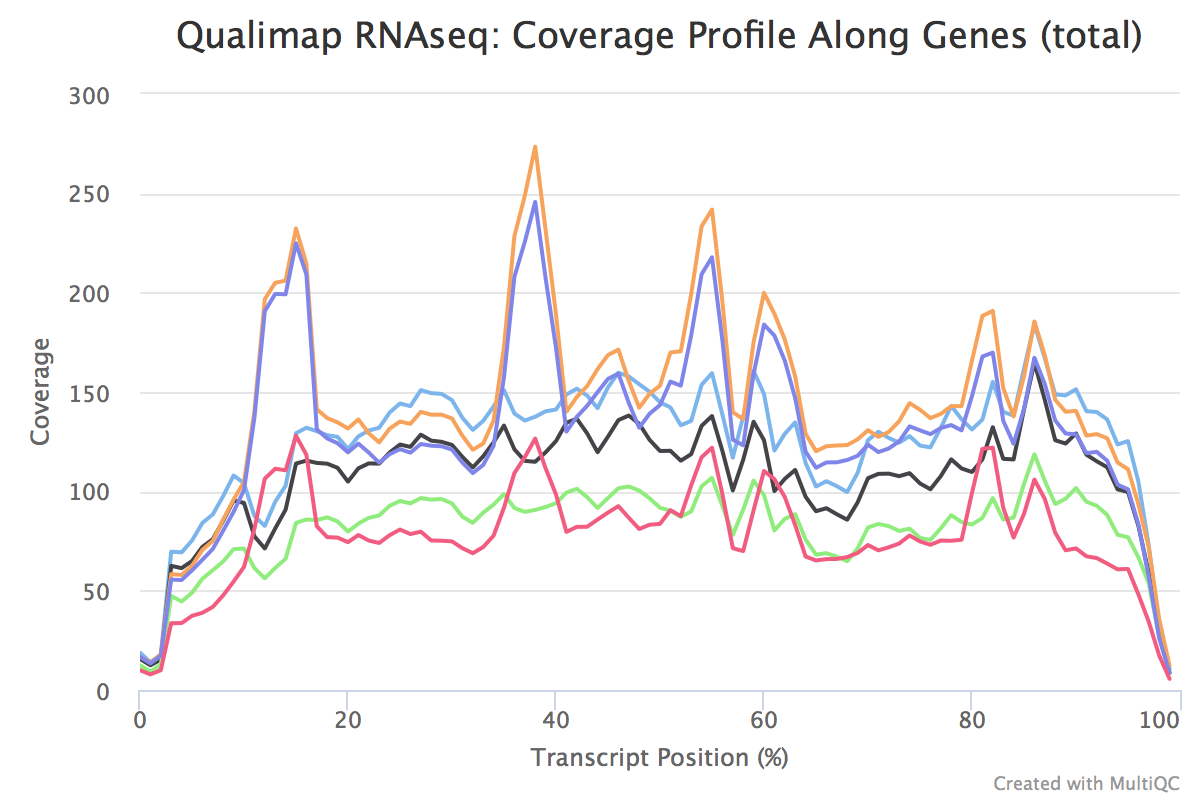 Qualimap RNAseq: Coverage Profile Along Genes (total)
300
250
200
150
100
50
0
Coverage
0 20 40 60 80 100
Transcript Position (%)
Created with MultiQC